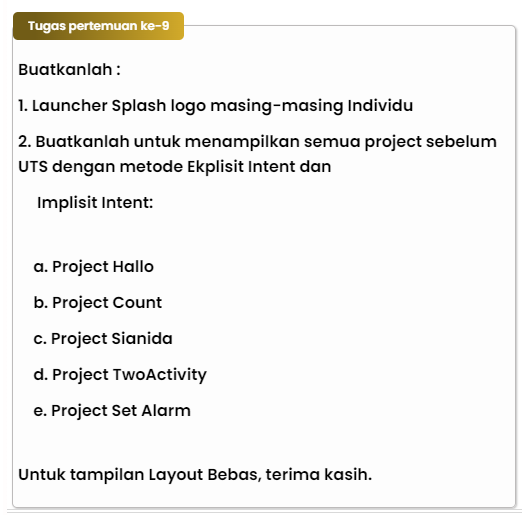 Tugas pertemuan ke-9
Buatkanlah :
1. Launcher Splash logo masing-masing Individu
2. Buatkanlah untuk menampilkan semua project sebelum
UTS dengan metode Ekplisit Intent dan
Implisit Intent:
a. Project Hallo
b. Project Count
c. Project Sianida
d. Project TwoActivity
e. Project Set Alarm
Untuk tampilan Layout Bebas, terima kasih.